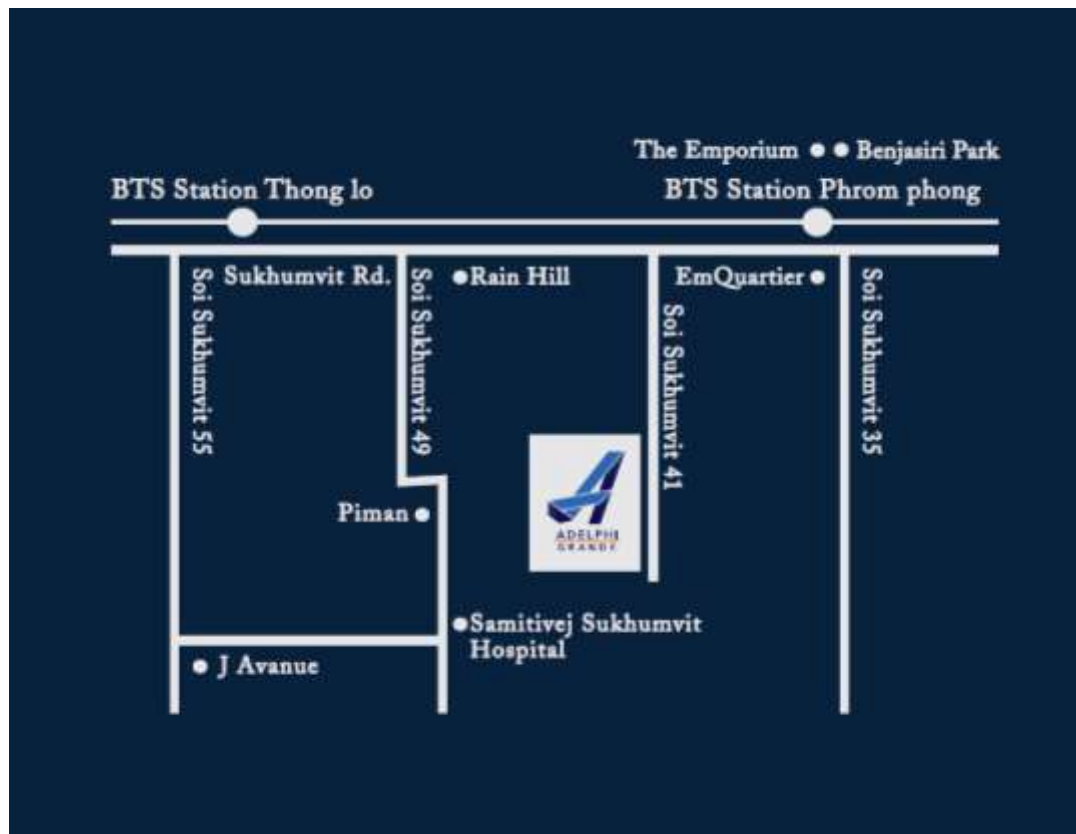 The Emporium
Benjasiri Park
BTS Station Thong lo
BTS Station Phrom phong
Soi Sukhumvit 55
Sukhumvit Rd.
Soi Sukhumvit 49
Rain Hill
Soi Sukhumvit 41
EmQuartier
Soi Sukhumvit 35
Piman
ADELPHI
GRANDE
Samitivej Sukhumvit
Hospital
J Avanue